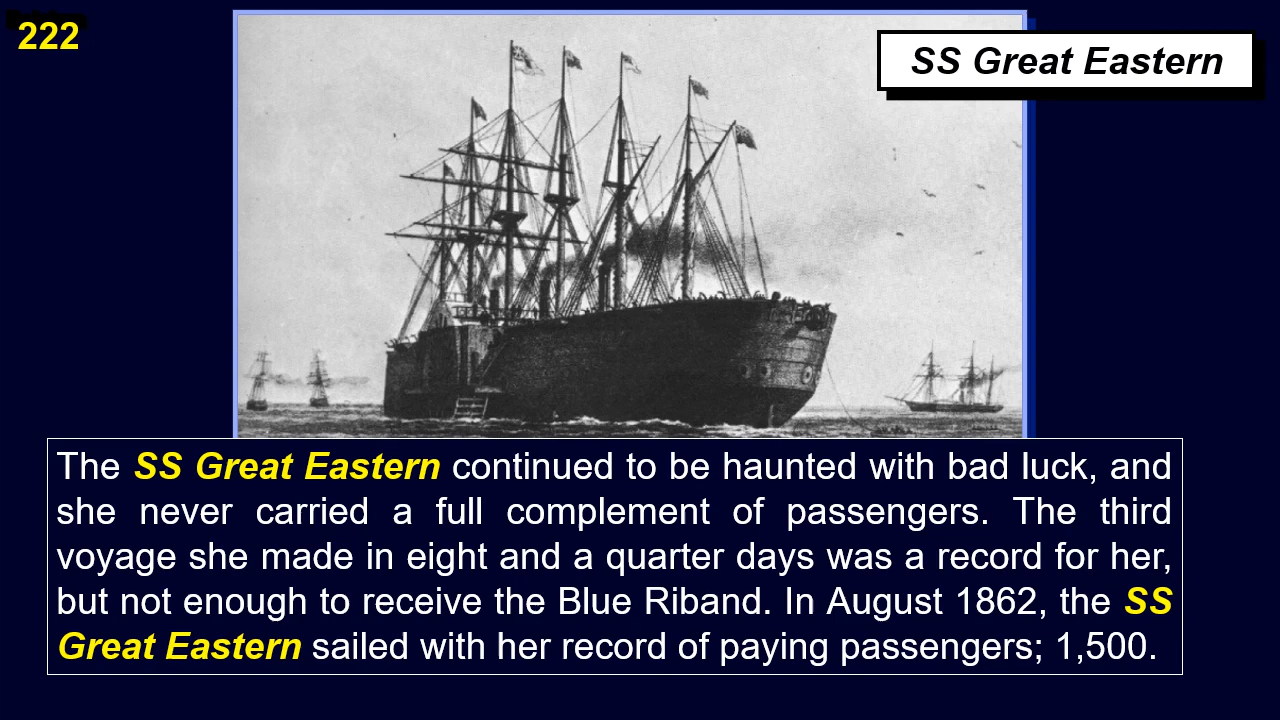 222
SS Great Eastern
The SS Great Eastern continued to be haunted with bad luck, and
she never carried a full complement of passengers. The third
voyage she made in eight and a quarter days was a record for her,
but not enough to receive the Blue Riband. In August 1862, the SS
Great Eastern sailed with her record of paying passengers; 1,500.